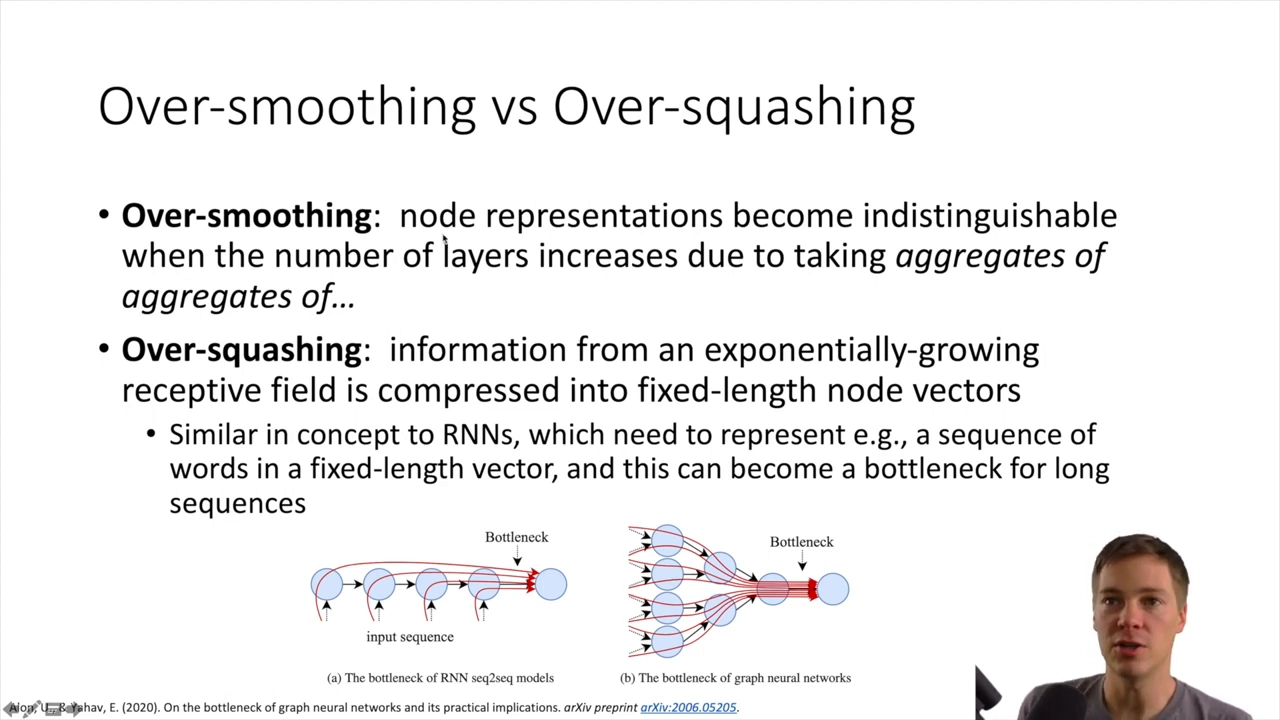 Over-smoothing vs Over-squashing
• Over-smoothing: node representations become indistinguishable
when the number of layers increases due to taking aggregates of
aggregates of...
• Over-squashing: information from an exponentially-growing
receptive field is compressed into fixed-length node vectors
• Similar in concept to RNNs, which need to represent e.g., a sequence of
words in a fixed-length vector, and this can become a bottleneck for long
sequences
Bottleneck
input sequence
(a) The bottleneck of RNN seq2seq models
Bottleneck
(b) The bottleneck of graph neural networks
Alon, U., & Yahav, E. (2020). On the bottleneck of graph neural networks and its practical implications. arXiv preprint arXiv:2006.05205.